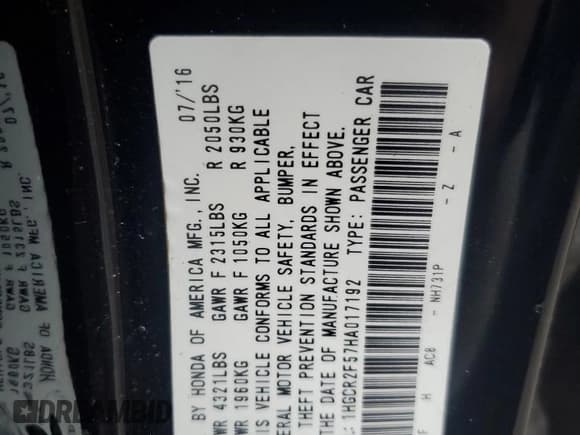 BY HONDA OF AMERICA MFG., INC. 07/'16
WR 4321LBS GAWR F 2315LBS R 2050LBS
WR 1960KG GAWR F 1050KG R 930KG
IS VEHICLE CONFORMS TO ALL APPLICABLE
ERAL MOTOR VEHICLE SAFETY, BUMPER,
THEFT PREVENTION STANDARDS IN EFFECT
THE DATE OF MANUFACTURE SHOWN ABOVE.
: 1HGCR2F57HA017192 TYPE: PASSENGER CAR
F H AC8 - NH731P - Z - A